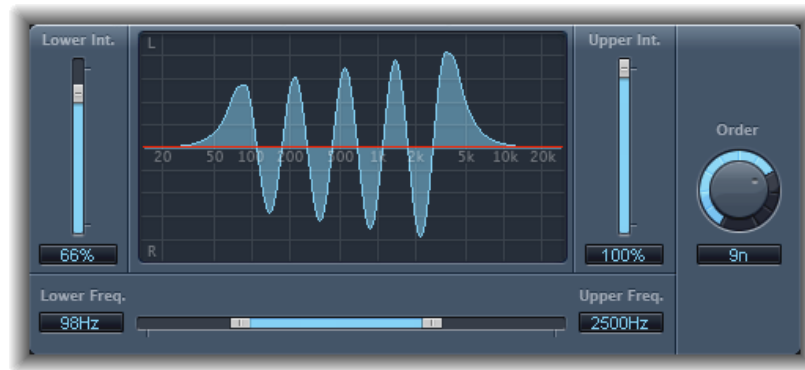 Lower Int.
L
Upper Int.
Order
20 50 100 200 500 1k 2k 5k 10k 20k
R
66%
100%
9n
Lower Freq.
Upper Freq.
98Hz
2500Hz